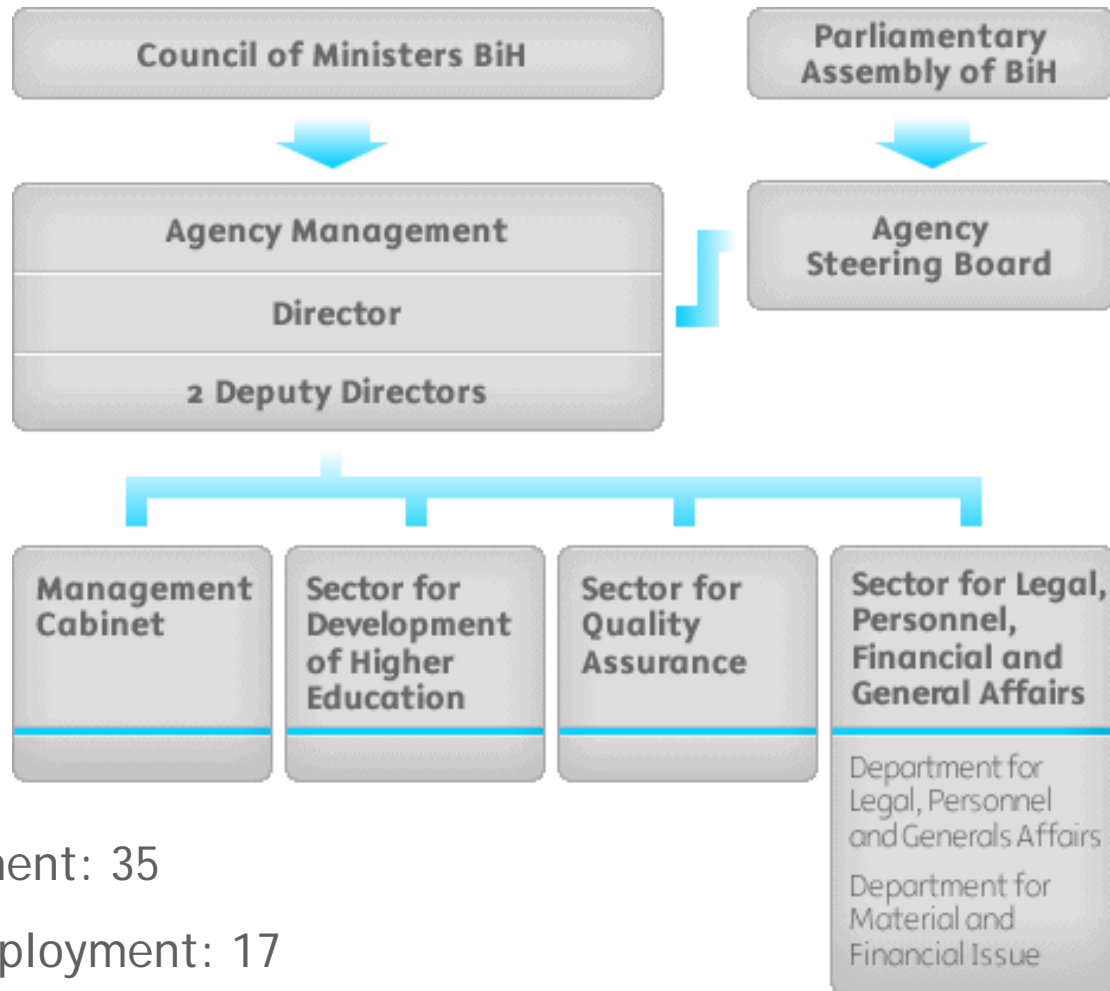 Council of Ministers BiH
Parliamentary
Assembly of BiH
Agency Management
Director
2 Deputy Directors
Agency
Steering Board
Management
Cabinet
Sector for
Development
of Higher
Education
Sector for
Quality
Assurance
Sector for Legal,
Personnel,
Financial and
General Affairs
Department for
Legal, Personnel
and Generals Affairs
Department for
Material and
Financial Issue
ment: 35
ployment: 17